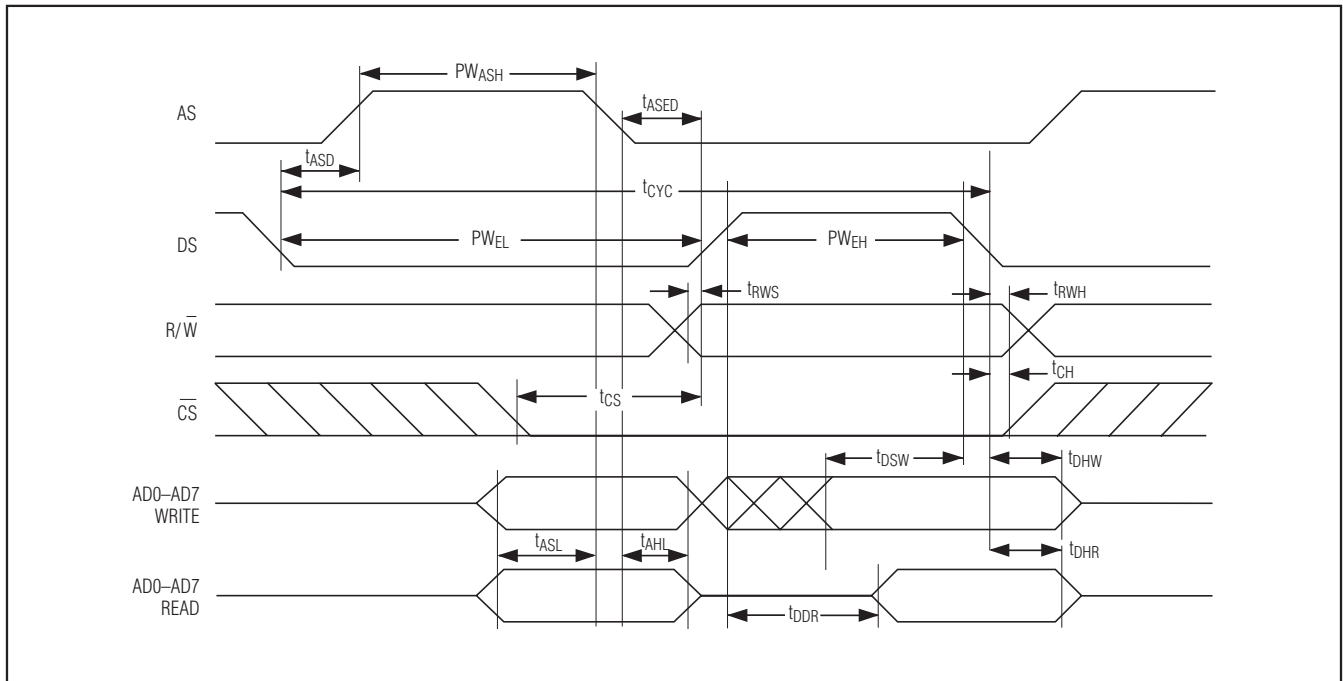 PWASH
AS
tASED
tASD
tCYC
DS
PWEL
PWEH
tRWS
tRWH
R/W̅
tCH
C̅S̅
tCS
tDSW
tDHW
AD0–AD7
WRITE
tASL
tAHL
tDHR
AD0–AD7
READ
tDDR